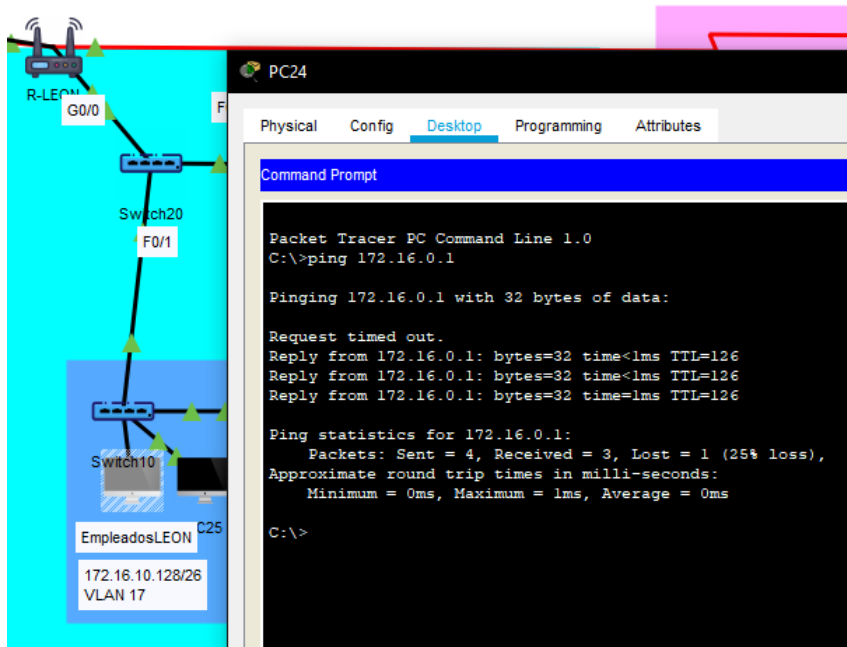 PC24
R-LEON
G0/0
Physical Config Desktop Programming Attributes
Command Prompt
Switch20
F0/1
Packet Tracer PC Command Line 1.0
C:\>ping 172.16.0.1
Pinging 172.16.0.1 with 32 bytes of data:
Request timed out.
Reply from 172.16.0.1: bytes=32 time<1ms TTL=126
Reply from 172.16.0.1: bytes=32 time<1ms TTL=126
Reply from 172.16.0.1: bytes=32 time=1ms TTL=126
Ping statistics for 172.16.0.1:
Packets: Sent = 4, Received = 3, Lost = 1 (25% loss),
Approximate round trip times in milli-seconds:
Minimum = 0ms, Maximum = 1ms, Average = 0ms
C:\>
Switch10
EmpleadosLEON
C25
172.16.10.128/26
VLAN 17